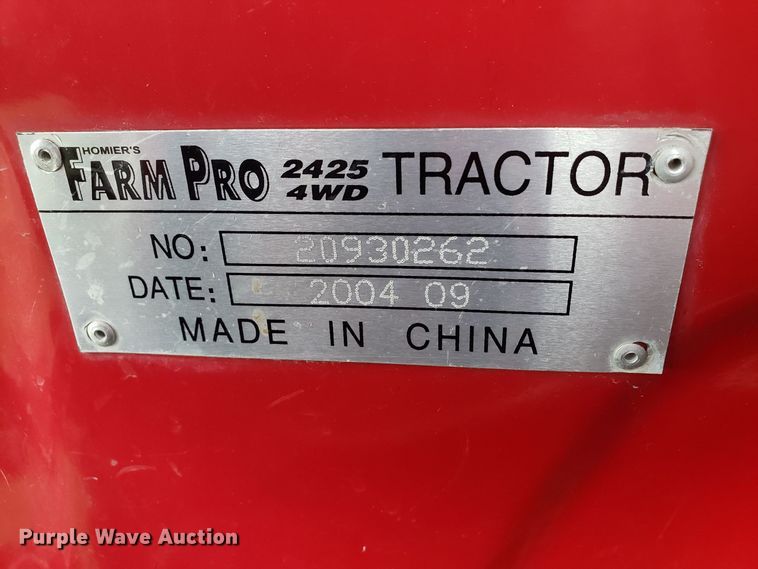 HOMIER'S
FARM PRO 2425 4WD TRACTOR
NO: 20930262
DATE: 2004 09
MADE IN CHINA
Purple Wave Auction